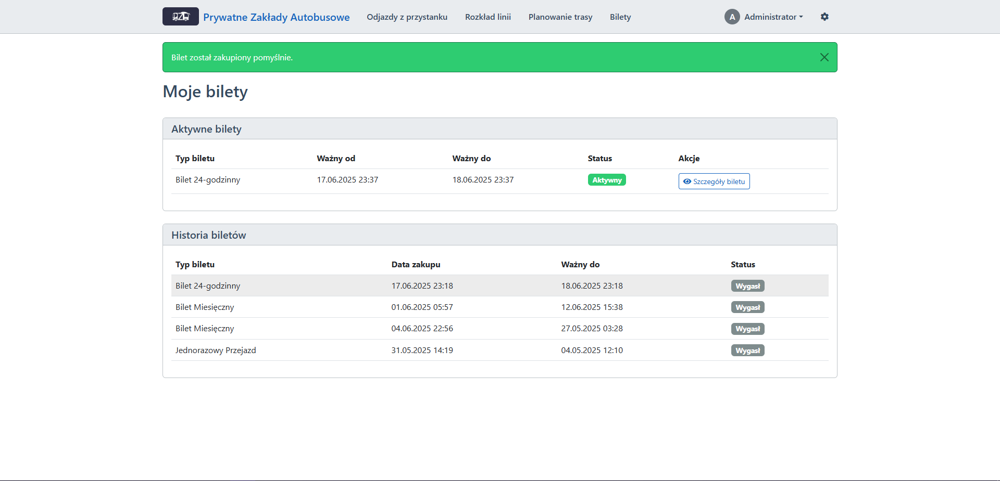 PZA Prywatne Zakłady Autobusowe Odjazdy z przystanku Rozkład linii Planowanie trasy Bilety A Administrator
Bilet został zakupiony pomyślnie.
Moje bilety
Aktywne bilety
Typ biletu Ważny od Ważny do Status Akcje
Bilet 24-godzinny 17.06.2025 23:37 18.06.2025 23:37 Aktywny Szczegóły biletu
Historia biletów
Typ biletu Data zakupu Ważny do Status
Bilet 24-godzinny 17.06.2025 23:18 18.06.2025 23:18 Wygasł
Bilet Miesięczny 01.06.2025 05:57 12.06.2025 15:38 Wygasł
Bilet Miesięczny 04.06.2025 22:56 27.05.2025 03:28 Wygasł
Jednorazowy Przejazd 31.05.2025 14:19 04.05.2025 12:10 Wygasł